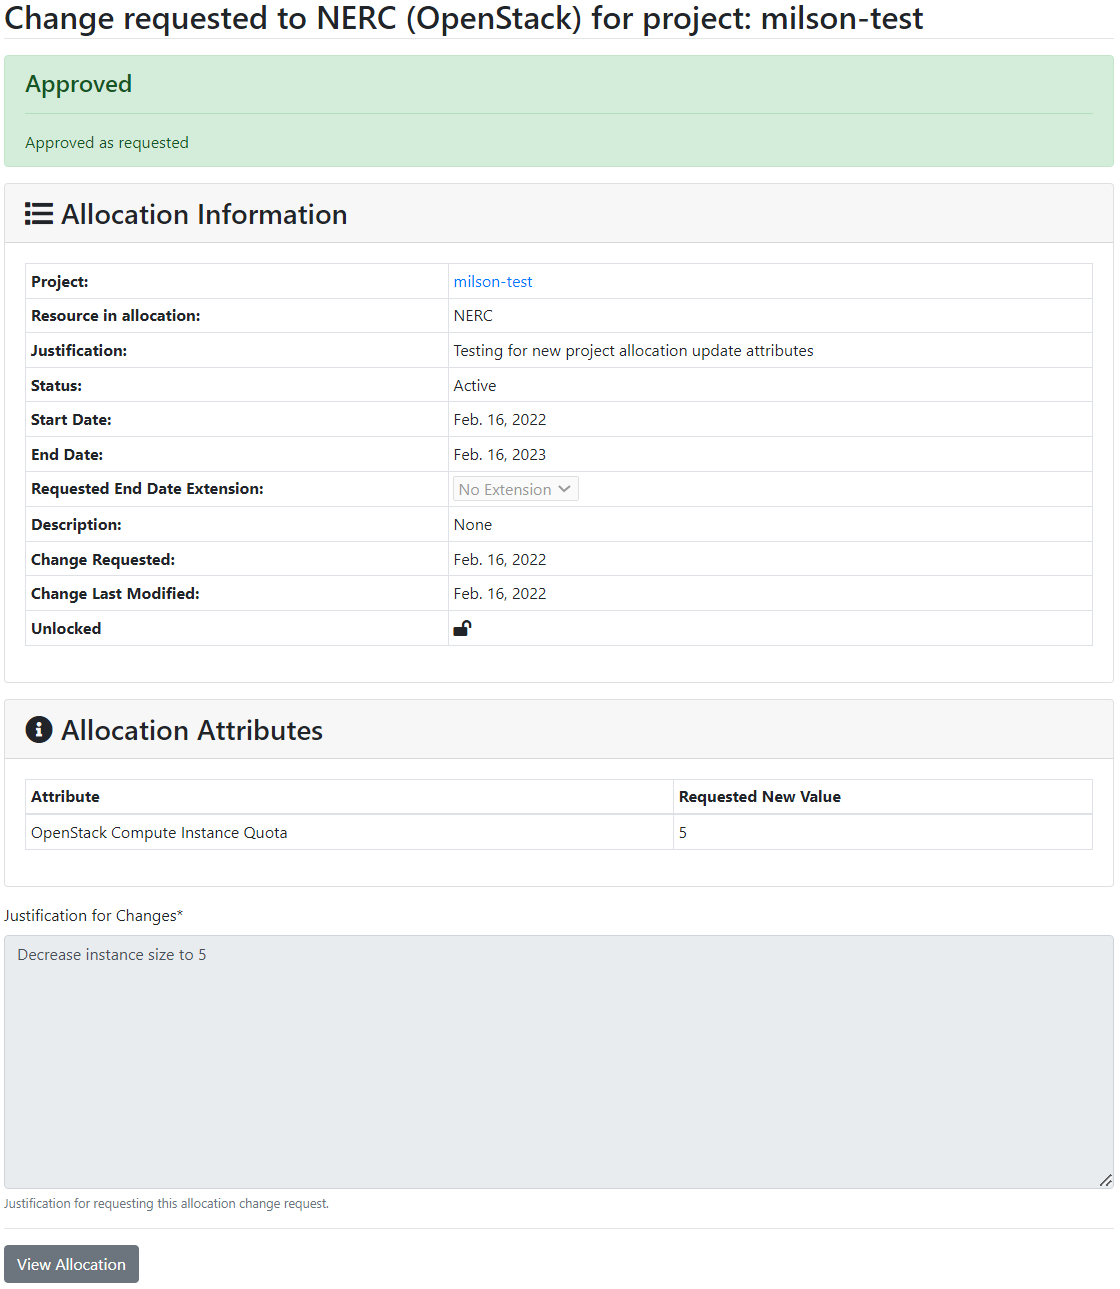 Change requested to NERC (OpenStack) for project: milson-test
Approved
Approved as requested
Allocation Information
Project: milson-test
Resource in allocation: NERC
Justification: Testing for new project allocation update attributes
Status: Active
Start Date: Feb. 16, 2022
End Date: Feb. 16, 2023
Requested End Date Extension: No Extension
Description: None
Change Requested: Feb. 16, 2022
Change Last Modified: Feb. 16, 2022
Unlocked
Allocation Attributes
Attribute Requested New Value
OpenStack Compute Instance Quota 5
Justification for Changes*
Decrease instance size to 5
Justification for requesting this allocation change request.
View Allocation